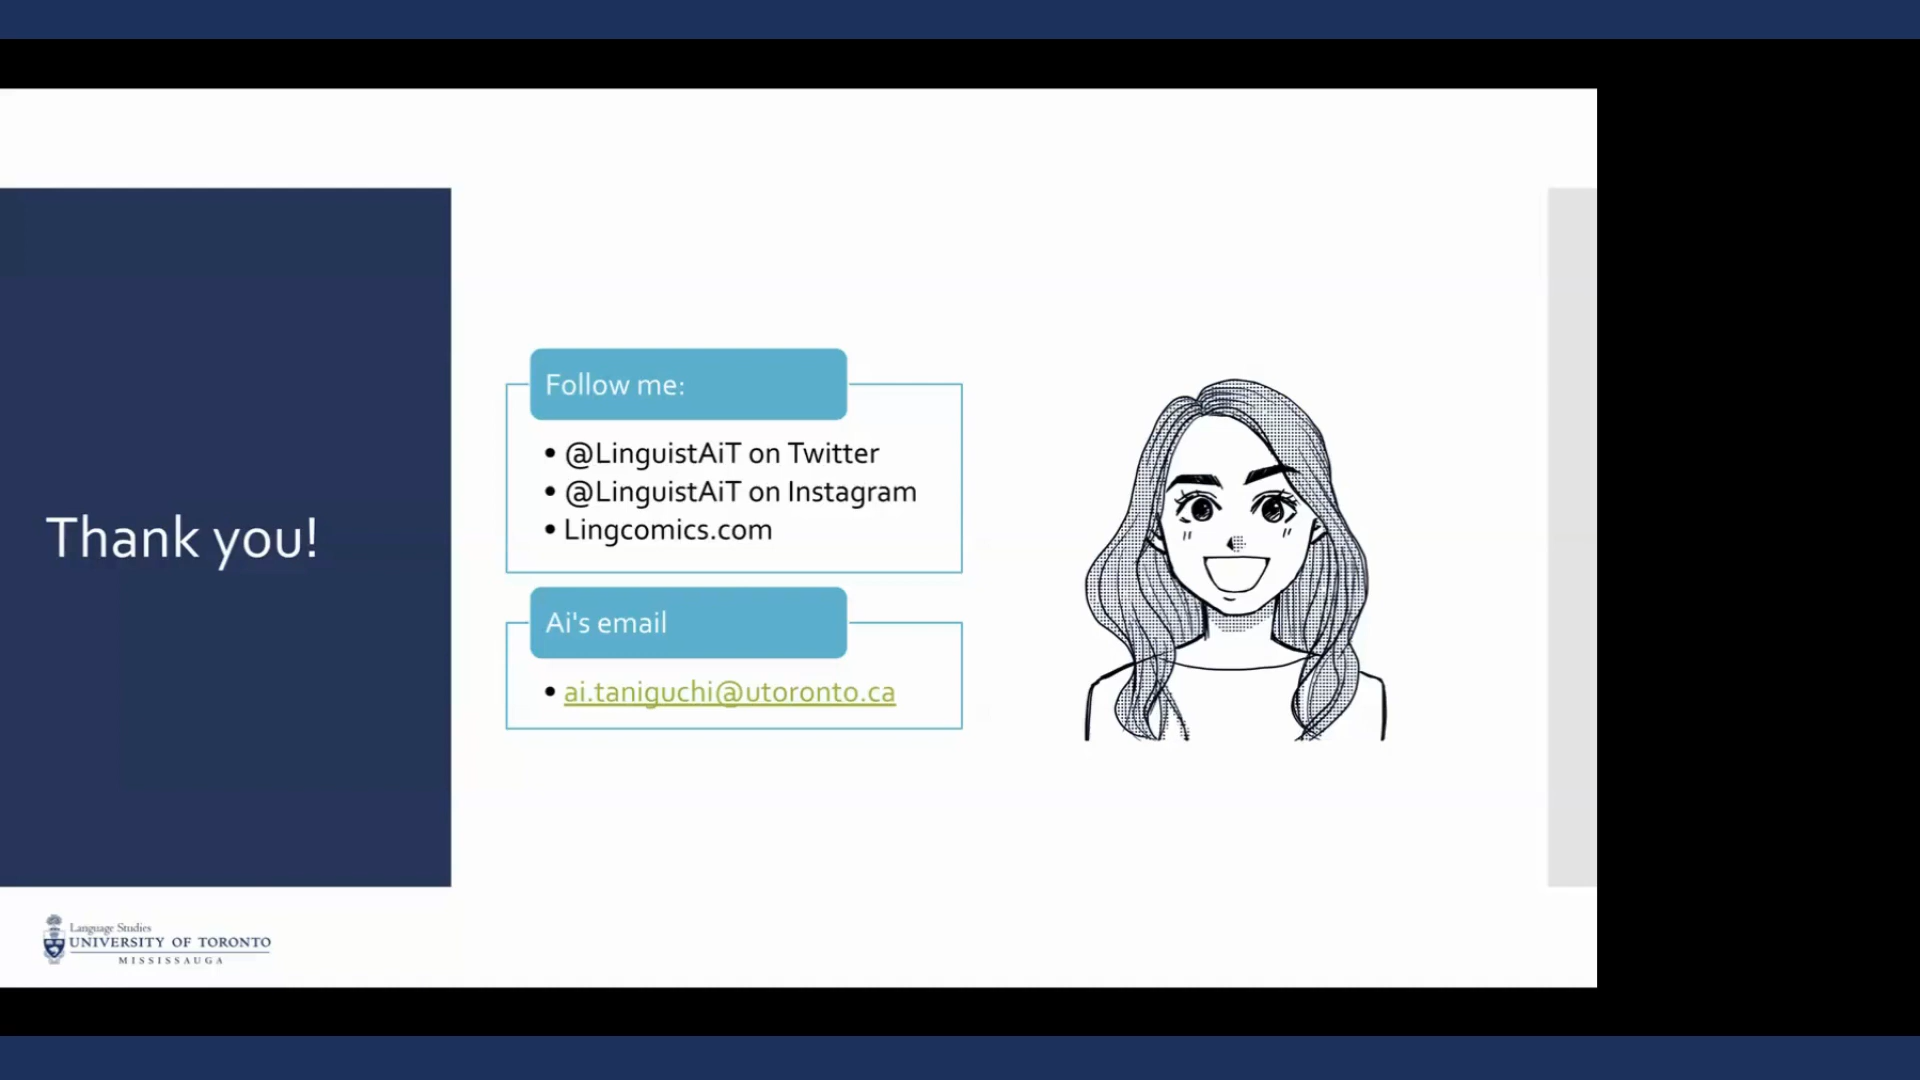 Thank you!
Follow me:
• @LinguistAiT on Twitter
• @LinguistAiT on Instagram
• Lingcomics.com
Ai's email
• ai.taniguchi@utoronto.ca
Language Studies
UNIVERSITY OF TORONTO
MISSISSAUGA